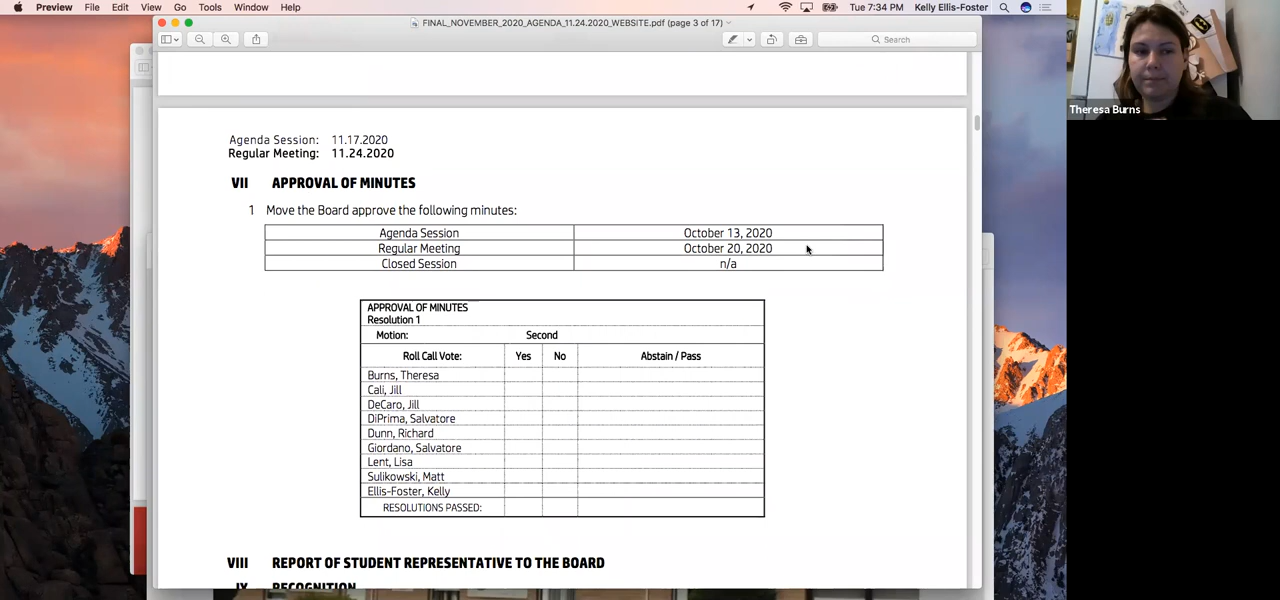 Preview File Edit View Go Tools Window Help Tue 7:34 PM Kelly Ellis-Foster
FINAL_NOVEMBER_2020_AGENDA_11.24.2020_WEBSITE.pdf (page 3 of 17)
Search
Theresa Burns
Agenda Session: 11.17.2020
Regular Meeting: 11.24.2020
VII APPROVAL OF MINUTES
1 Move the Board approve the following minutes:
Agenda Session October 13, 2020
Regular Meeting October 20, 2020
Closed Session n/a
APPROVAL OF MINUTES
Resolution 1
Motion: Second
Roll Call Vote: Yes No Abstain / Pass
Burns, Theresa
Cali, Jill
DeCaro, Jill
DiPrima, Salvatore
Dunn, Richard
Giordano, Salvatore
Lent, Lisa
Sulikowski, Matt
Ellis-Foster, Kelly
RESOLUTIONS PASSED:
VIII REPORT OF STUDENT REPRESENTATIVE TO THE BOARD
IX RECOGNITION